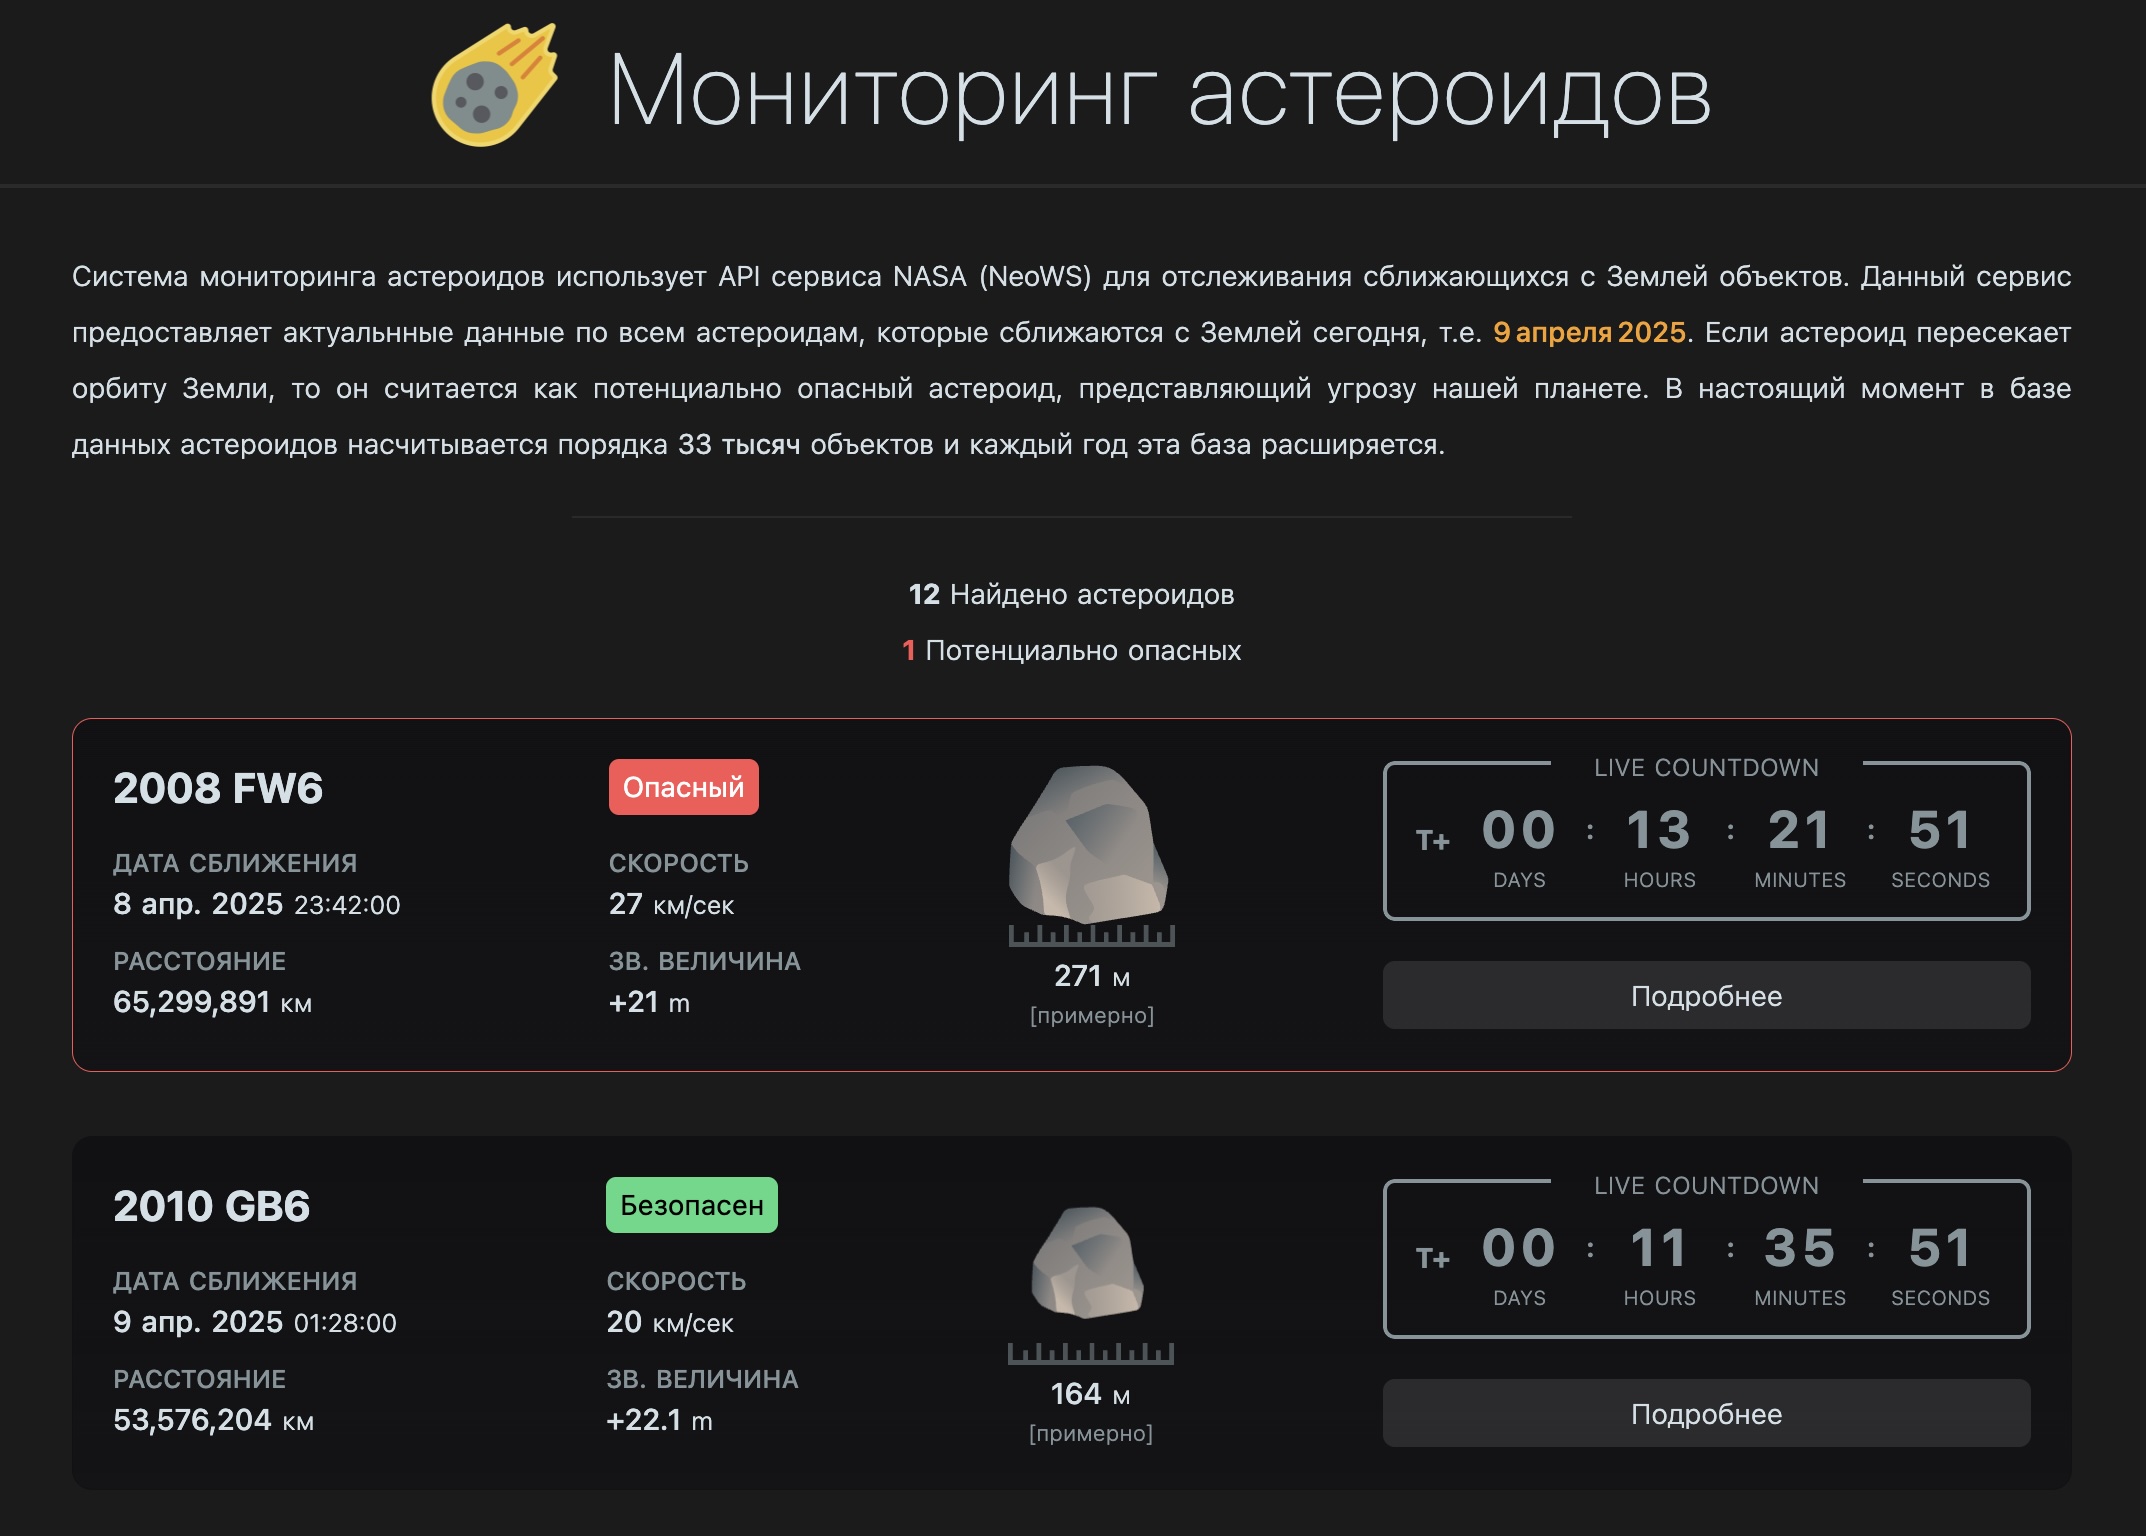 Мониторинг астероидов
Система мониторинга астероидов использует API сервиса NASA (NeoWS) для отслеживания сближающихся с Землей объектов. Данный сервис
предоставляет актуальнные данные по всем астероидам, которые сближаются с Землей сегодня, т.е. 9 апреля 2025. Если астероид пересекает
орбиту Земли, то он считается как потенциально опасный астероид, представляющий угрозу нашей планете. В настоящий момент в базе
данных астероидов насчитывается порядка 33 тысяч объектов и каждый год эта база расширяется.
12 Найдено астероидов
1 Потенциально опасных
2008 FW6
Опасный
ДАТА СБЛИЖЕНИЯ
8 апр. 2025 23:42:00
СКОРОСТЬ
27 км/сек
РАССТОЯНИЕ
65,299,891 км
ЗВ. ВЕЛИЧИНА
+21 m
271 м
[примерно]
LIVE COUNTDOWN
T+ 00 : 13 : 21 : 51
DAYS HOURS MINUTES SECONDS
Подробнее
2010 GB6
Безопасен
ДАТА СБЛИЖЕНИЯ
9 апр. 2025 01:28:00
СКОРОСТЬ
20 км/сек
РАССТОЯНИЕ
53,576,204 км
ЗВ. ВЕЛИЧИНА
+22.1 m
164 м
[примерно]
LIVE COUNTDOWN
T+ 00 : 11 : 35 : 51
DAYS HOURS MINUTES SECONDS
Подробнее